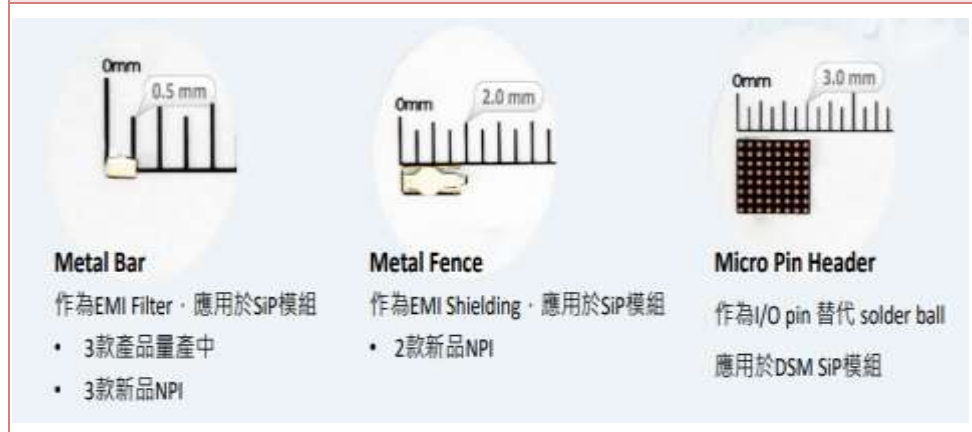 0mm
0.5 mm
Metal Bar
作為EMI Filter，應用於SiP模組
• 3款產品量產中
• 3款新品NPI
0mm
2.0 mm
Metal Fence
作為EMI Shielding，應用於SiP模組
• 2款新品NPI
0mm
3.0 mm
Micro Pin Header
作為I/O pin 替代 solder ball
應用於DSM SiP模組